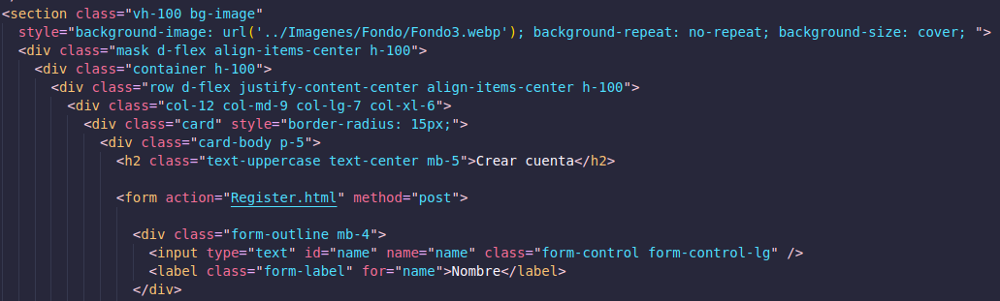 <section class="vh-100 bg-image"
style="background-image: url('../Imagenes/Fondo/Fondo3.webp'); background-repeat: no-repeat; background-size: cover; ">
<div class="mask d-flex align-items-center h-100">
<div class="container h-100">
<div class="row d-flex justify-content-center align-items-center h-100">
<div class="col-12 col-md-9 col-lg-7 col-xl-6">
<div class="card" style="border-radius: 15px;">
<div class="card-body p-5">
<h2 class="text-uppercase text-center mb-5">Crear cuenta</h2>
<form action="Register.html" method="post">
<div class="form-outline mb-4">
<input type="text" id="name" name="name" class="form-control form-control-lg" />
<label class="form-label" for="name">Nombre</label>
</div>